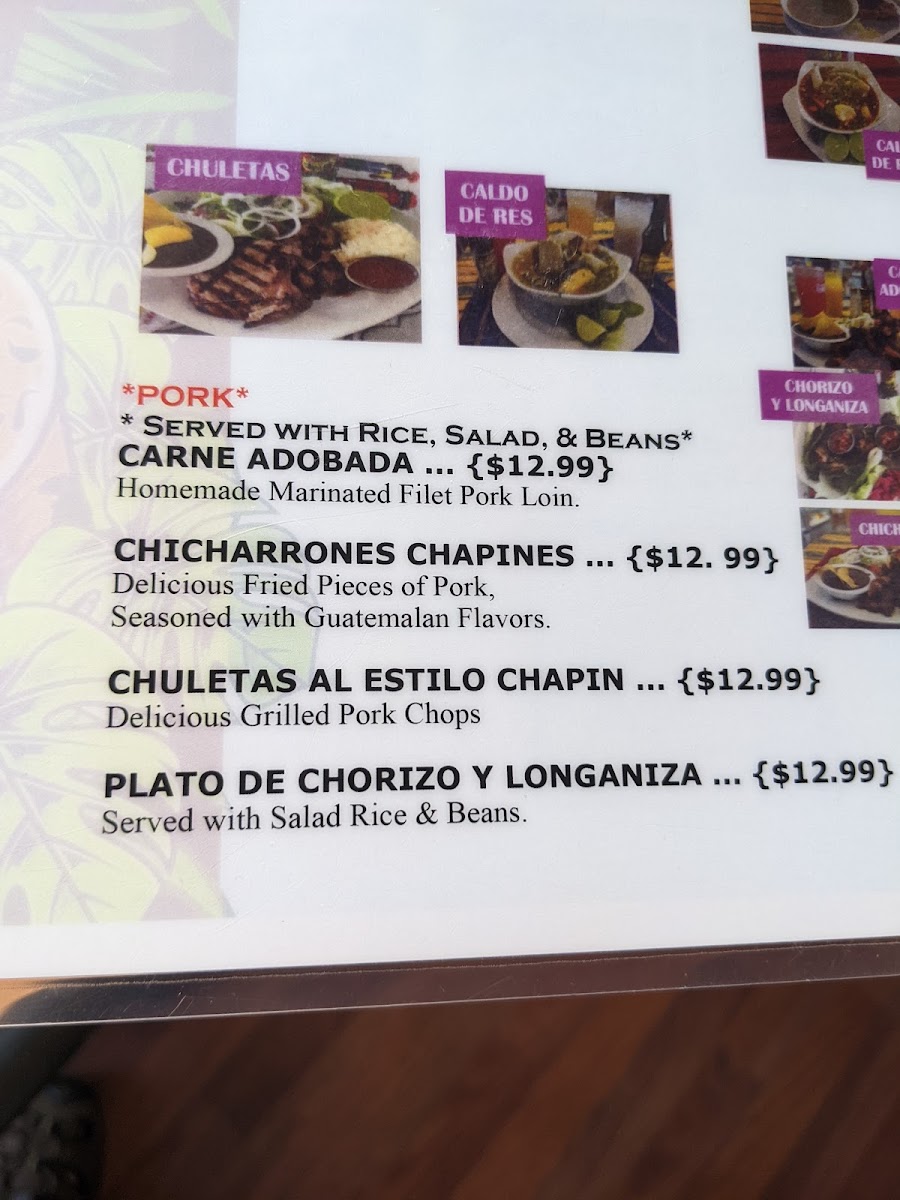 CHULETAS
CALDO
DE RES
CHORIZO
Y LONGANIZA
*PORK*
* SERVED WITH RICE, SALAD, & BEANS*
CARNE ADOBADA ... {$12.99}
Homemade Marinated Filet Pork Loin.
CHICHARRONES CHAPINES ... {$12. 99}
Delicious Fried Pieces of Pork,
Seasoned with Guatemalan Flavors.
CHULETAS AL ESTILO CHAPIN ... {$12.99}
Delicious Grilled Pork Chops
PLATO DE CHORIZO Y LONGANIZA ... {$12.99}
Served with Salad Rice & Beans.